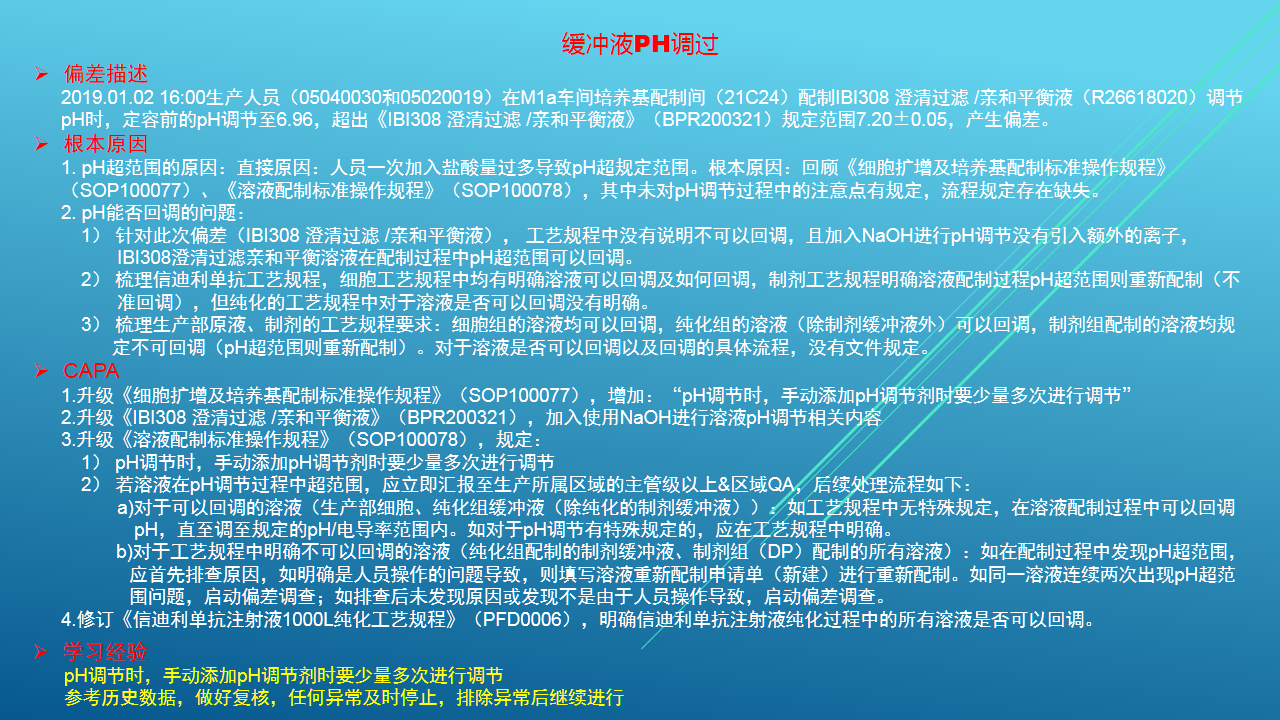 缓冲液PH调过
偏差描述
2019.01.02 16:00生产人员（05040030和05020019）在M1a车间培养基配制间（21C24）配制IBI308 澄清过滤 /亲和平衡液（R26618020）调节
pH时，定容前的pH调节至6.96，超出《IBI308 澄清过滤 /亲和平衡液》（BPR200321）规定范围7.20±0.05，产生偏差。
根本原因
1. pH超范围的原因：直接原因：人员一次加入盐酸量过多导致pH超规定范围。根本原因：回顾《细胞扩增及培养基配制标准操作规程》
（SOP100077）、《溶液配制标准操作规程》（SOP100078），其中未对pH调节过程中的注意点有规定，流程规定存在缺失。
2. pH能否回调的问题：
1） 针对此次偏差（IBI308 澄清过滤 /亲和平衡液）， 工艺规程中没有说明不可以回调，且加入NaOH进行pH调节没有引入额外的离子，
IBI308澄清过滤亲和平衡溶液在配制过程中pH超范围可以回调。
2） 梳理信迪利单抗工艺规程，细胞工艺规程中均有明确溶液可以回调及如何回调，制剂工艺规程明确溶液配制过程pH超范围则重新配制（不
准回调），但纯化的工艺规程中对于溶液是否可以回调没有明确。
3） 梳理生产部原液、制剂的工艺规程要求：细胞组的溶液均可以回调，纯化组的溶液（除制剂缓冲液外）可以回调，制剂组配制的溶液均规
定不可回调（pH超范围则重新配制）。对于溶液是否可以回调以及回调的具体流程，没有文件规定。
CAPA
1.升级《细胞扩增及培养基配制标准操作规程》（SOP100077），增加：“pH调节时，手动添加pH调节剂时要少量多次进行调节”
2.升级《IBI308 澄清过滤 /亲和平衡液》（BPR200321），加入使用NaOH进行溶液pH调节相关内容
3.升级《溶液配制标准操作规程》（SOP100078），规定：
1） pH调节时，手动添加pH调节剂时要少量多次进行调节
2） 若溶液在pH调节过程中超范围，应立即汇报至生产所属区域的主管级以上&区域QA，后续处理流程如下：
a)对于可以回调的溶液（生产部细胞、纯化组缓冲液（除纯化的制剂缓冲液））：如工艺规程中无特殊规定，在溶液配制过程中可以回调
pH，直至调至规定的pH/电导率范围内。如对于pH调节有特殊规定的，应在工艺规程中明确。
b)对于工艺规程中明确不可以回调的溶液（纯化组配制的制剂缓冲液、制剂组（DP）配制的所有溶液）：如在配制过程中发现pH超范围，
应首先排查原因，如明确是人员操作的问题导致，则填写溶液重新配制申请单（新建）进行重新配制。如同一溶液连续两次出现pH超范
围问题，启动偏差调查；如排查后未发现原因或发现不是由于人员操作导致，启动偏差调查。
4.修订《信迪利单抗注射液1000L纯化工艺规程》（PFD0006），明确信迪利单抗注射液纯化过程中的所有溶液是否可以回调。
学习经验
pH调节时，手动添加pH调节剂时要少量多次进行调节
参考历史数据，做好复核，任何异常及时停止，排除异常后继续进行